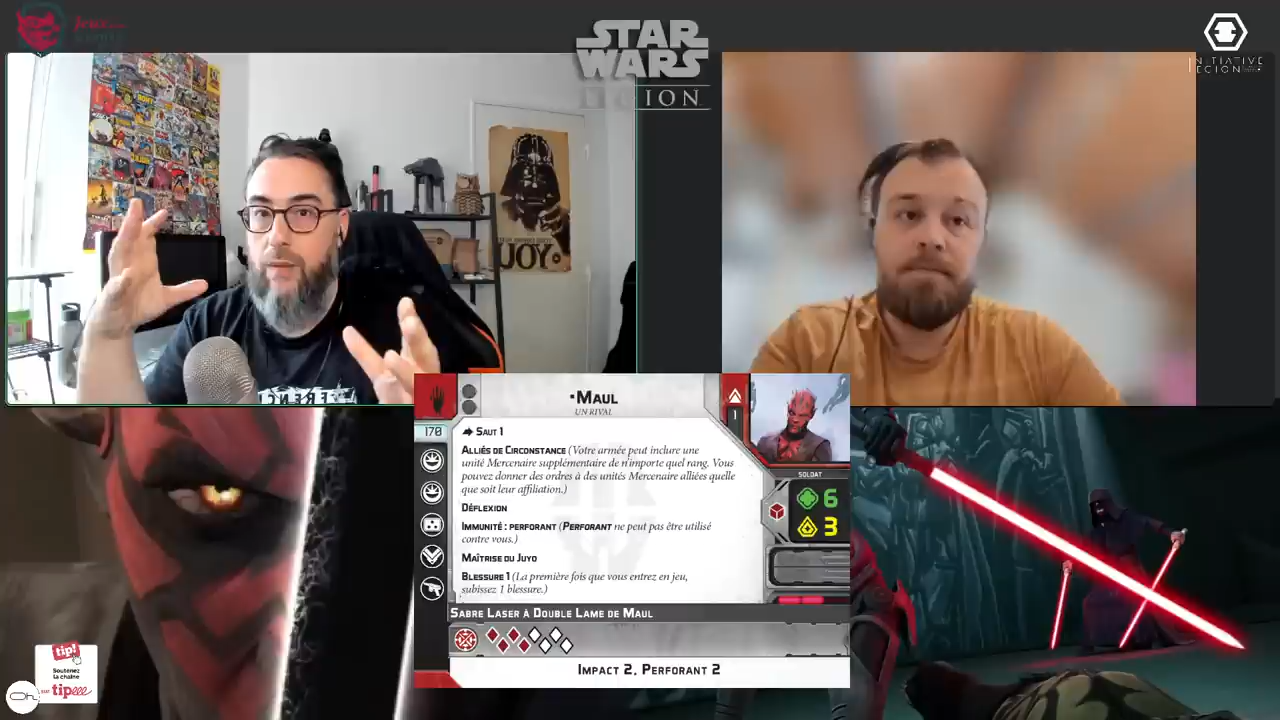 Jeux
STAR
WARS
LEGION
INITIATIVE
LEGION
JOY
•MAUL
UN RIVAL
170
1
SAUT 1
ALLIÉS DE CIRCONSTANCE (Votre armée peut inclure une
unité Mercenaire supplémentaire de n'importe quel rang. Vous
pouvez donner des ordres à des unités Mercenaire alliées quelle
que soit leur affiliation.)
DÉFLEXION
IMMUNITÉ : PERFORANT (PERFORANT ne peut pas être utilisé
contre vous.)
MAÎTRISE DU JUYO
BLESSURE 1 (La première fois que vous entrez en jeu,
subissez 1 blessure.)
SOLDAT
6
3
SABRE LASER À DOUBLE LAME DE MAUL
IMPACT 2, PERFORANT 2
tip!
Soutenez
la chaîne
sur tipeee